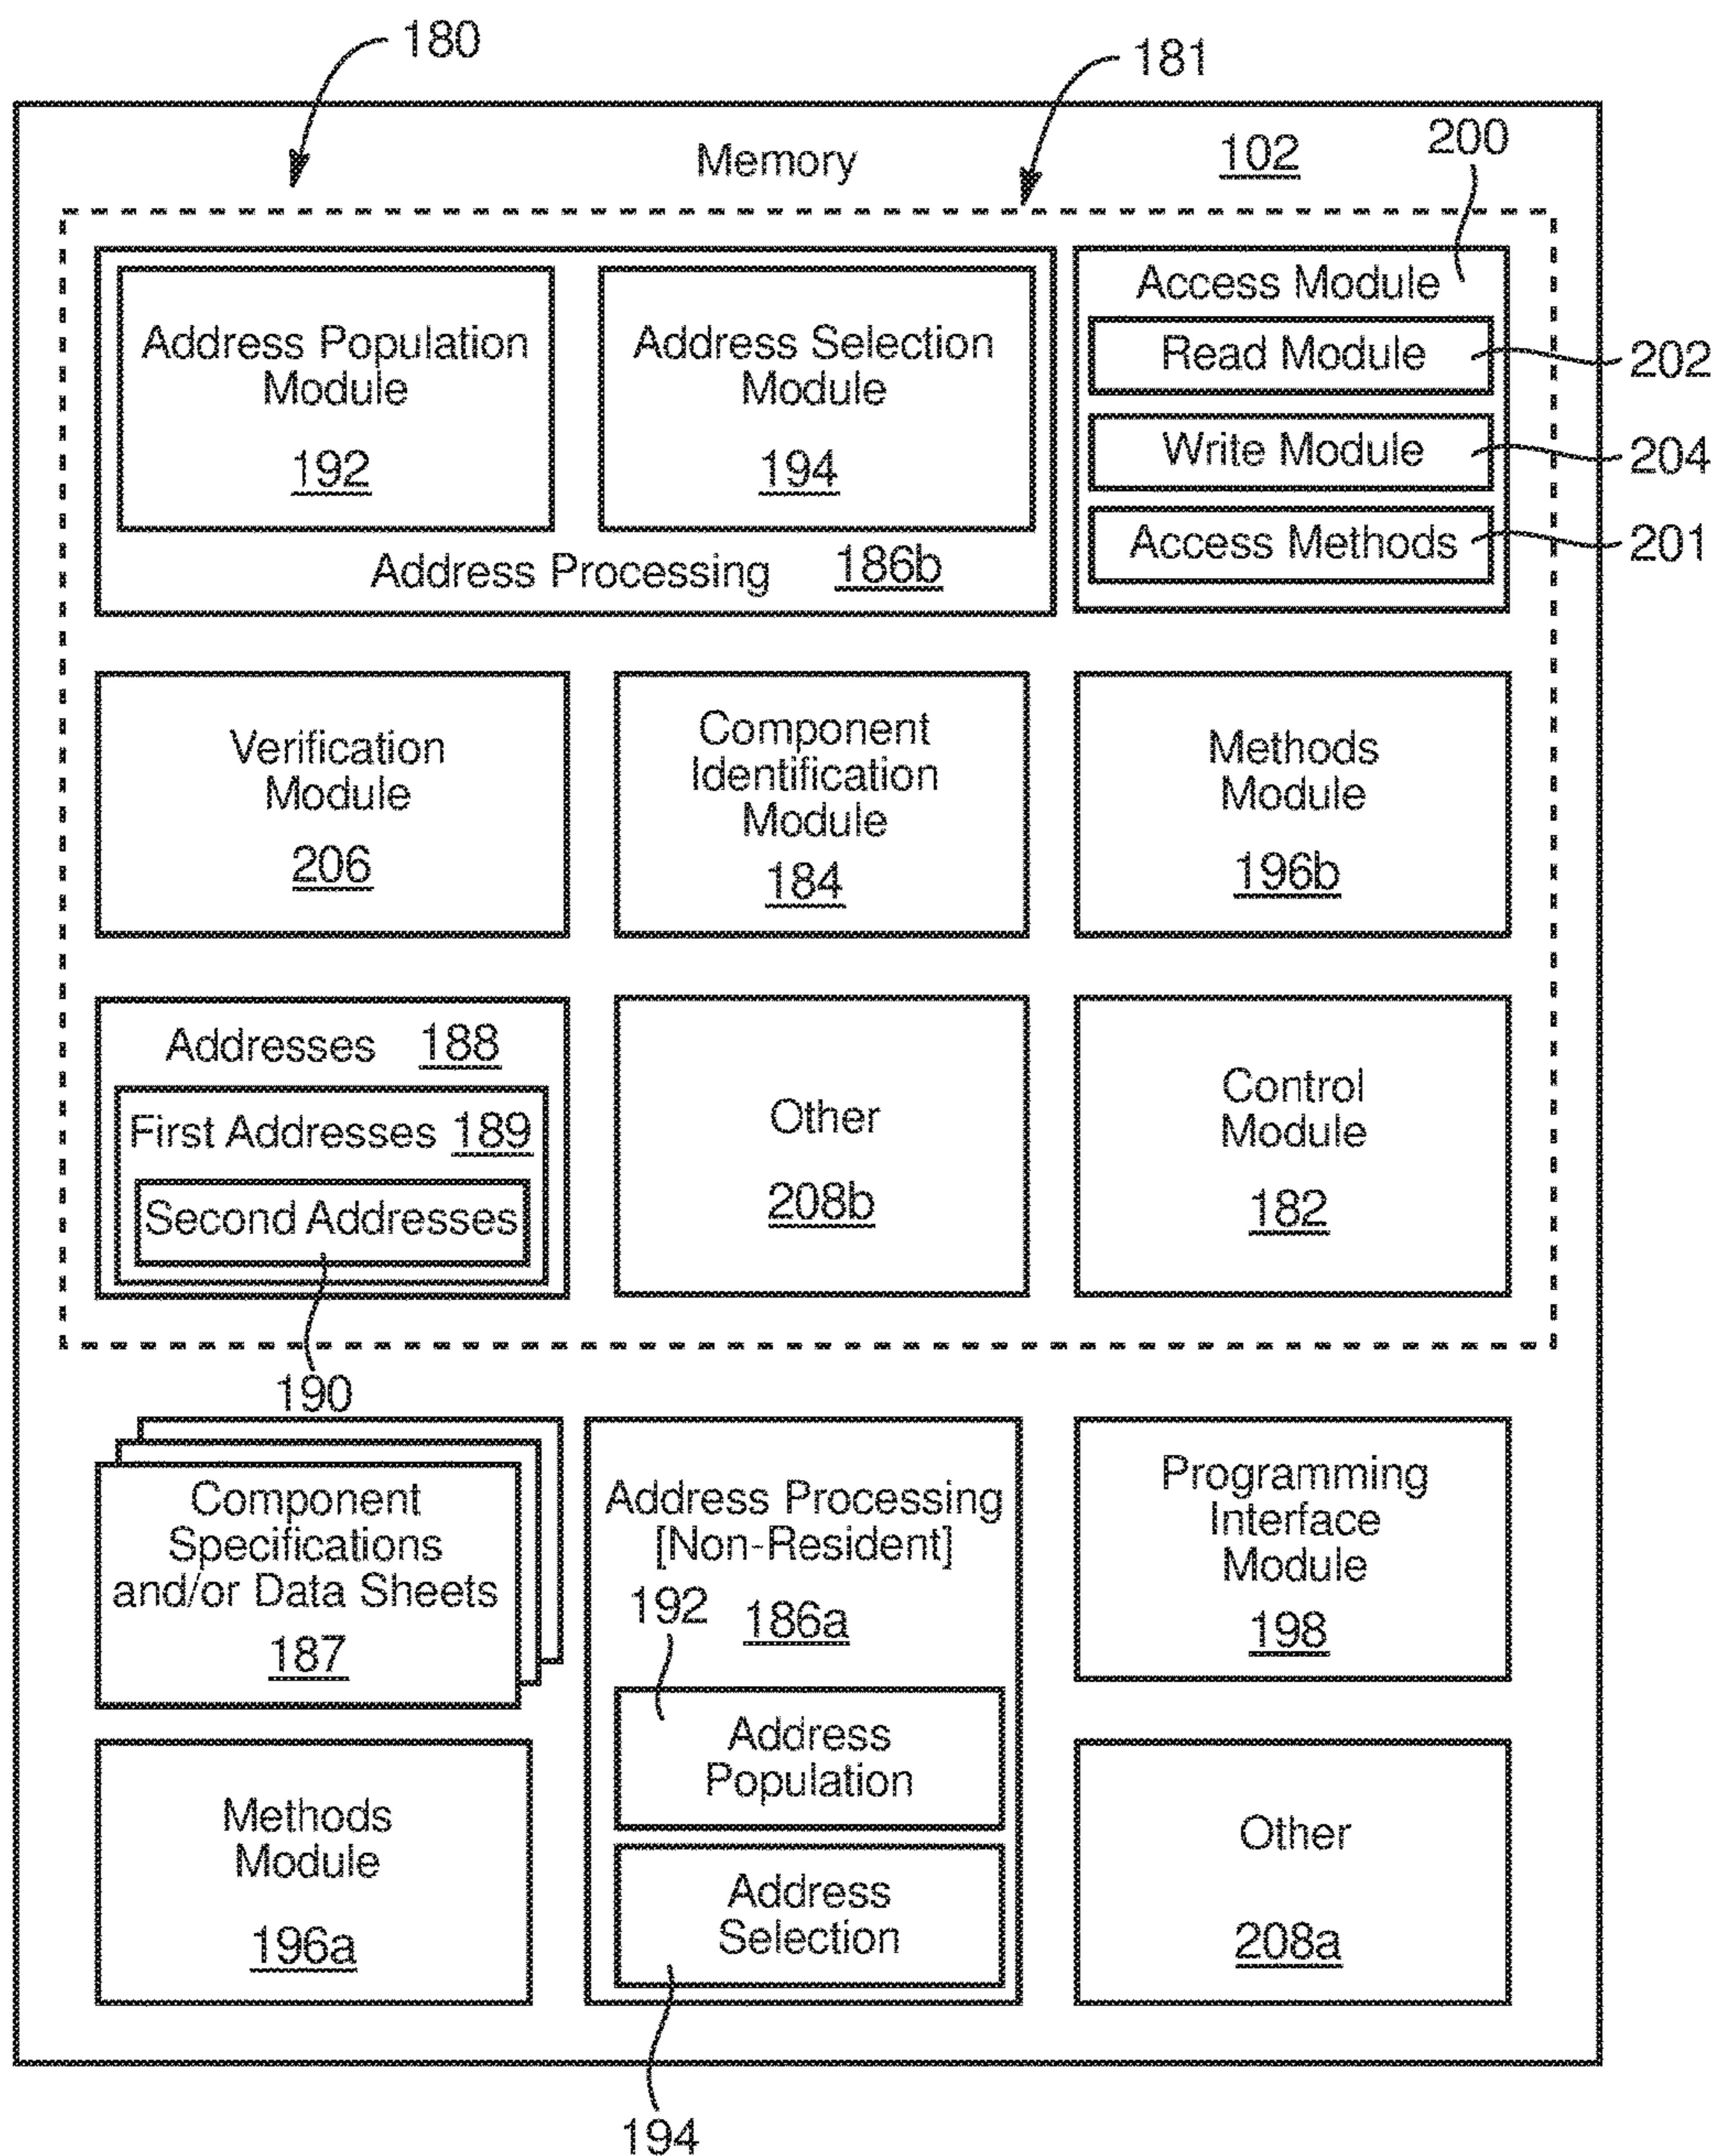 180
181
Memory 102
200
Address Population
Module
192
Address Selection
Module
194
Address Processing 186b
Access Module
Read Module
202
Write Module
204
Access Methods
201
Verification
Module
206
Component
Identification
Module
184
Methods
Module
196b
Addresses 188
First Addresses 189
Second Addresses
190
Other
208b
Control
Module
182
Component
Specifications
and/or Data Sheets
187
Address Processing
[Non-Resident]
192
186a
Address
Population
Address
Selection
194
Programming
Interface
Module
198
Methods
Module
196a
Other
208a